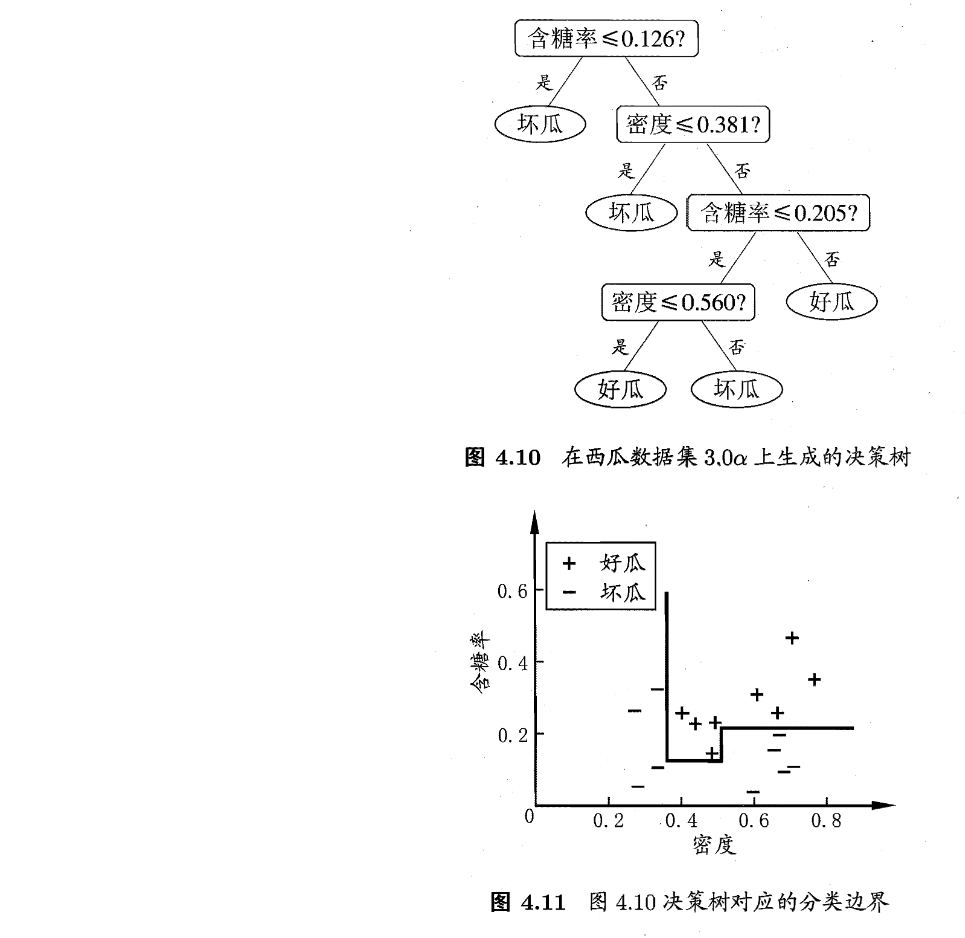 含糖率≤0.126?
是
否
坏瓜
密度≤0.381?
是
否
坏瓜
含糖率≤0.205?
是
否
密度≤0.560?
好瓜
是
否
好瓜
坏瓜
图 4.10 在西瓜数据集 3.0α 上生成的决策树
+ 好瓜
− 坏瓜
0.6
0.4
0.2
0
含糖率
0.2 0.4 0.6 0.8
密度
图 4.11 图 4.10 决策树对应的分类边界